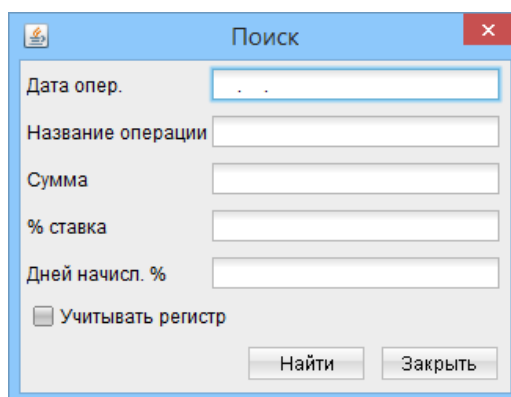 Поиск
Дата опер. . .
Название операции
Сумма
% ставка
Дней начисл. %
Учитывать регистр
Найти Закрыть